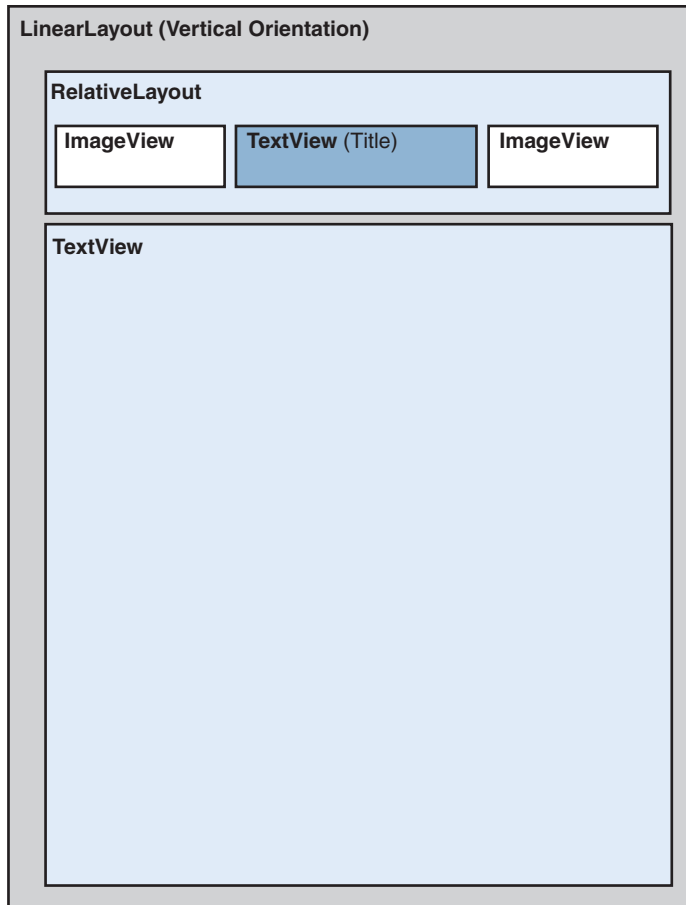 LinearLayout (Vertical Orientation)
RelativeLayout
ImageView
TextView (Title)
ImageView
TextView